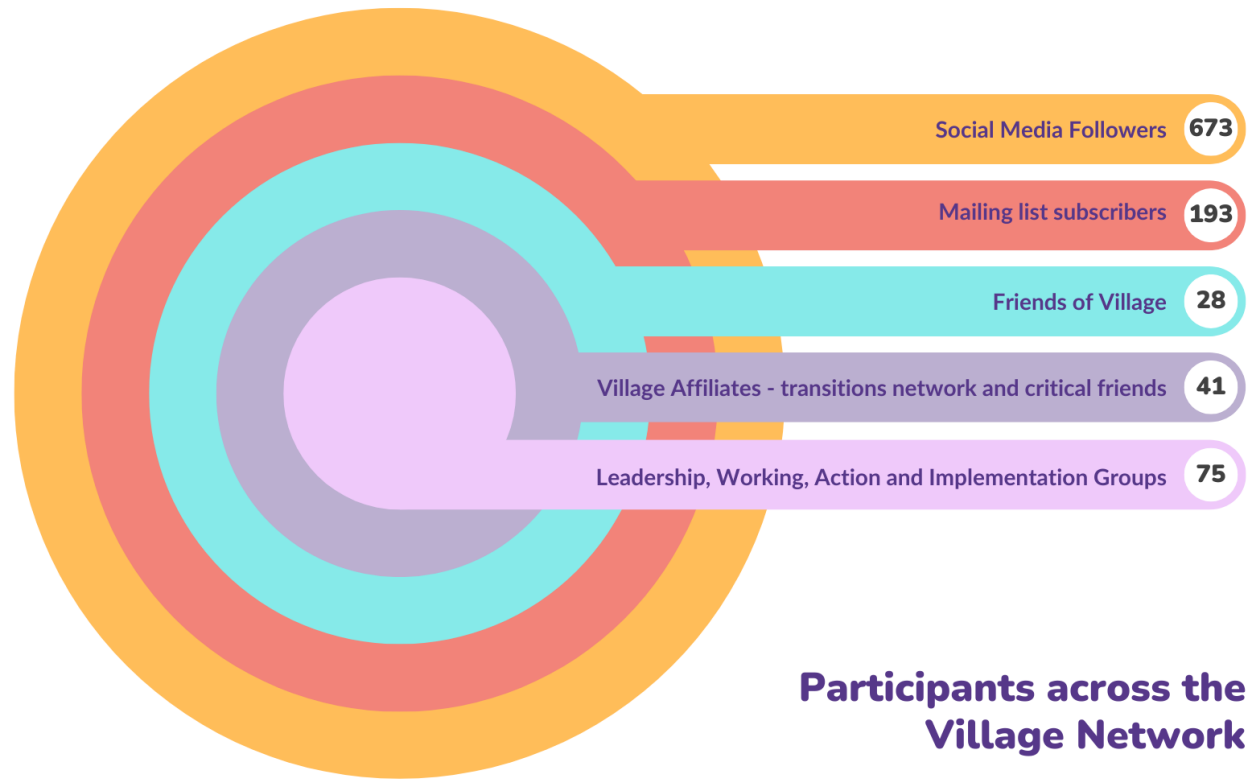 Social Media Followers 673
Mailing list subscribers 193
Friends of Village 28
Village Affiliates - transitions network and critical friends 41
Leadership, Working, Action and Implementation Groups 75
Participants across the
Village Network